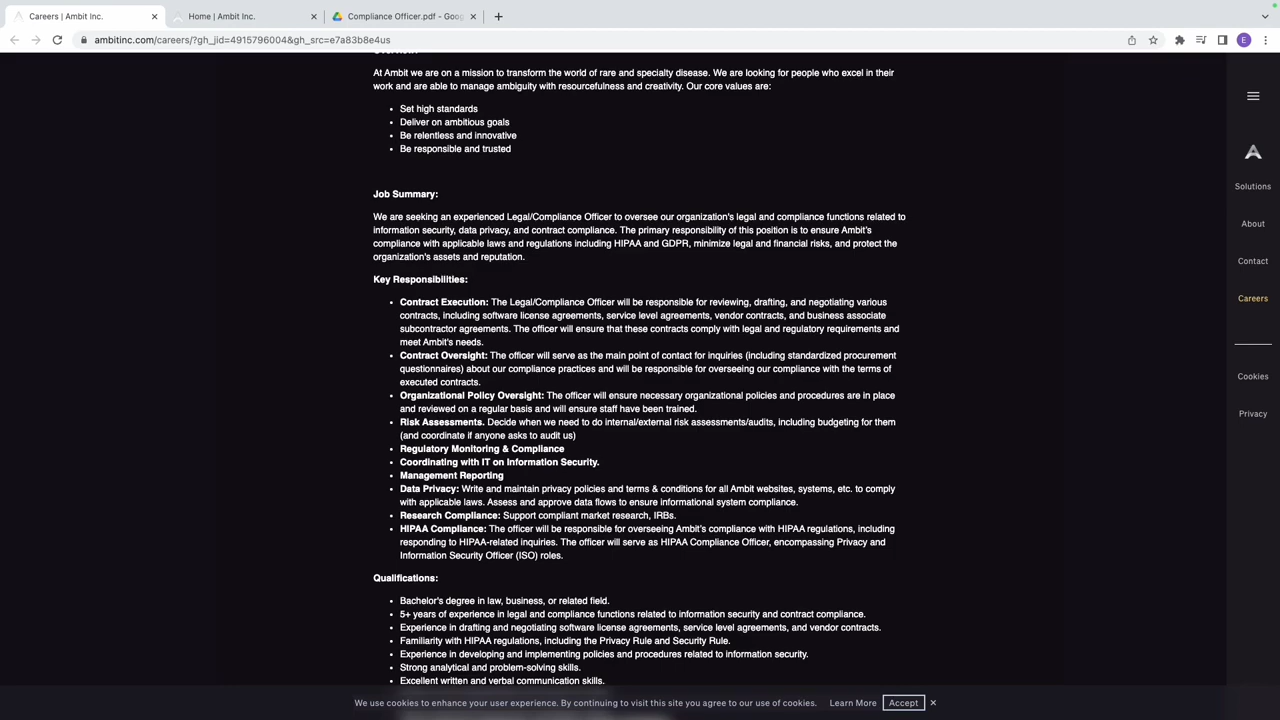 Careers | Ambit Inc.
Home | Ambit Inc.
Compliance Officer.pdf - Goog
ambitinc.com/careers/?gh_jid=4915796004&gh_src=e7a83b8e4us
E
At Ambit we are on a mission to transform the world of rare and specialty disease. We are looking for people who excel in their
work and are able to manage ambiguity with resourcefulness and creativity. Our core values are:
• Set high standards
• Deliver on ambitious goals
• Be relentless and innovative
• Be responsible and trusted
Job Summary:
We are seeking an experienced Legal/Compliance Officer to oversee our organization's legal and compliance functions related to
information security, data privacy, and contract compliance. The primary responsibility of this position is to ensure Ambit's
compliance with applicable laws and regulations including HIPAA and GDPR, minimize legal and financial risks, and protect the
organization's assets and reputation.
Key Responsibilities:
• Contract Execution: The Legal/Compliance Officer will be responsible for reviewing, drafting, and negotiating various
contracts, including software license agreements, service level agreements, vendor contracts, and business associate
subcontractor agreements. The officer will ensure that these contracts comply with legal and regulatory requirements and
meet Ambit's needs.
• Contract Oversight: The officer will serve as the main point of contact for inquiries (including standardized procurement
questionnaires) about our compliance practices and will be responsible for overseeing our compliance with the terms of
executed contracts.
• Organizational Policy Oversight: The officer will ensure necessary organizational policies and procedures are in place
and reviewed on a regular basis and will ensure staff have been trained.
• Risk Assessments. Decide when we need to do internal/external risk assessments/audits, including budgeting for them
(and coordinate if anyone asks to audit us)
• Regulatory Monitoring & Compliance
• Coordinating with IT on Information Security.
• Management Reporting
• Data Privacy: Write and maintain privacy policies and terms & conditions for all Ambit websites, systems, etc. to comply
with applicable laws. Assess and approve data flows to ensure informational system compliance.
• Research Compliance: Support compliant market research, IRBs.
• HIPAA Compliance: The officer will be responsible for overseeing Ambit's compliance with HIPAA regulations, including
responding to HIPAA-related inquiries. The officer will serve as HIPAA Compliance Officer, encompassing Privacy and
Information Security Officer (ISO) roles.
Qualifications:
• Bachelor's degree in law, business, or related field.
• 5+ years of experience in legal and compliance functions related to information security and contract compliance.
• Experience in drafting and negotiating software license agreements, service level agreements, and vendor contracts.
• Familiarity with HIPAA regulations, including the Privacy Rule and Security Rule.
• Experience in developing and implementing policies and procedures related to information security.
• Strong analytical and problem-solving skills.
• Excellent written and verbal communication skills.
Solutions
About
Contact
Careers
Cookies
Privacy
We use cookies to enhance your user experience. By continuing to visit this site you agree to our use of cookies. Learn More Accept